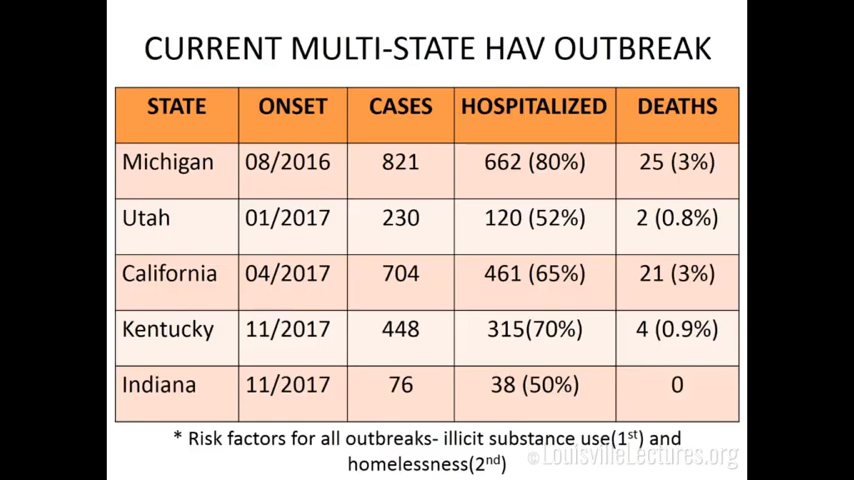 CURRENT MULTI-STATE HAV OUTBREAK
STATE ONSET CASES HOSPITALIZED DEATHS
Michigan 08/2016 821 662 (80%) 25 (3%)
Utah 01/2017 230 120 (52%) 2 (0.8%)
California 04/2017 704 461 (65%) 21 (3%)
Kentucky 11/2017 448 315(70%) 4 (0.9%)
Indiana 11/2017 76 38 (50%) 0
* Risk factors for all outbreaks- illicit substance use(1st) and
homelessness(2nd)
©LouisvilleLectures.org